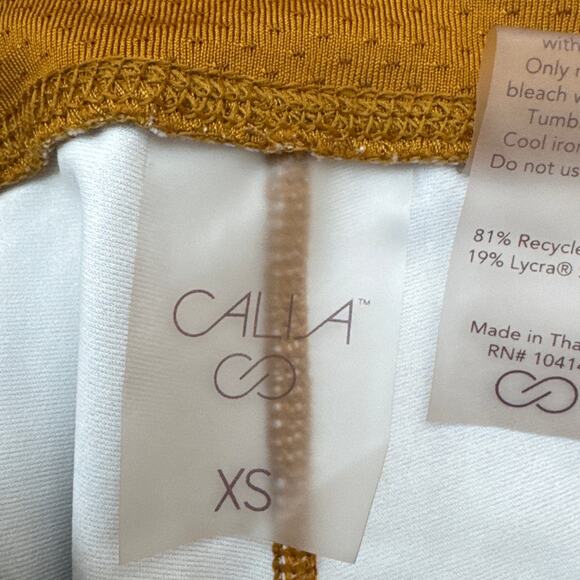 CALIA™
XS
with
Only
bleach
Tumb
Cool iron
Do not us
81% Recycle
19% Lycra®
Made in Tha
RN# 10414